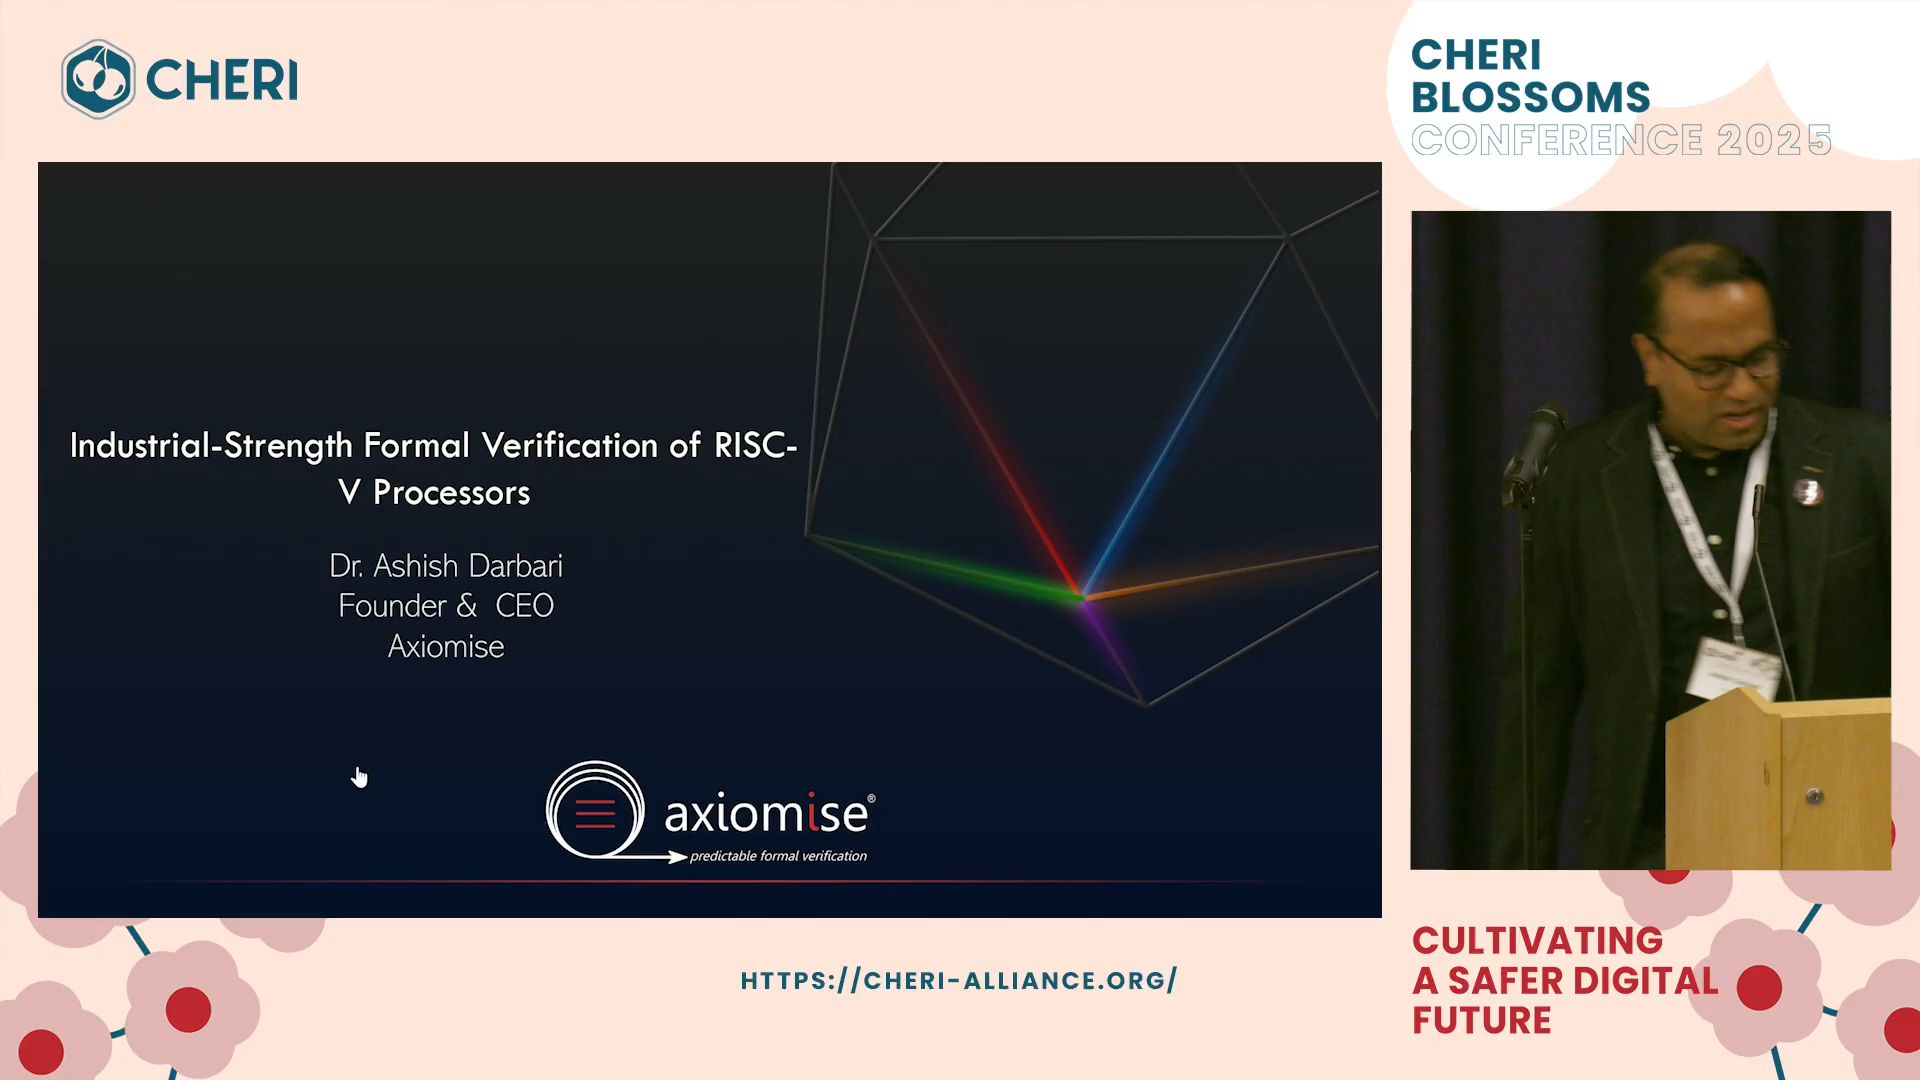 CHERI
CHERI
BLOSSOMS
CONFERENCE 2025
Industrial-Strength Formal Verification of RISC-
V Processors
Dr. Ashish Darbari
Founder & CEO
Axiomise
axiomise®
predictable formal verification
HTTPS://CHERI-ALLIANCE.ORG/
CULTIVATING
A SAFER DIGITAL
FUTURE